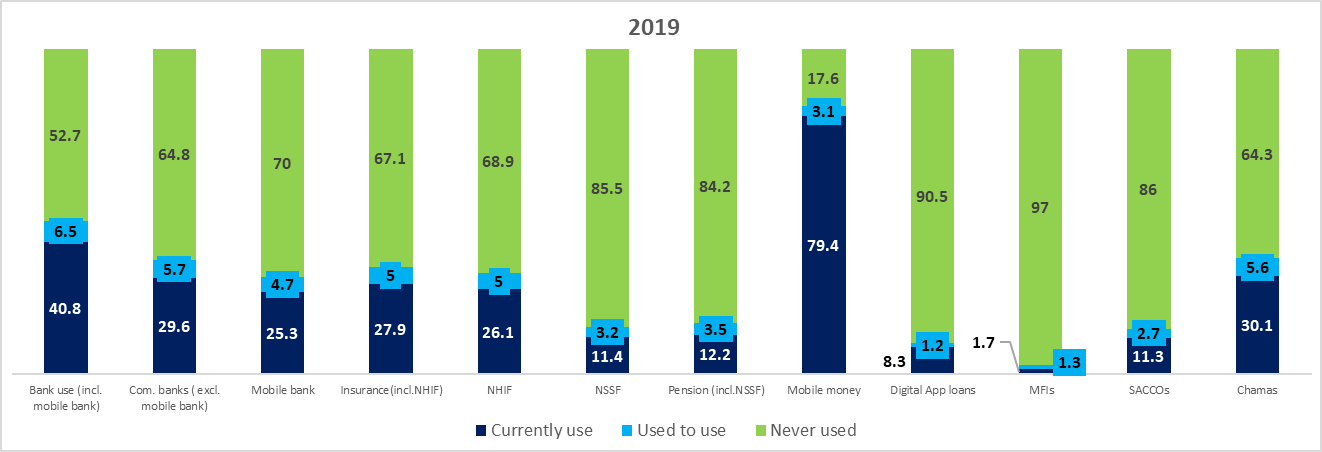 2019
17.6
3.1
52.7
64.8
70
67.1
68.9
85.5
84.2
90.5
97
86
64.3
6.5
5.7
4.7
5
5
3.2
3.5
79.4
1.2
1.7
1.3
2.7
5.6
40.8
29.6
25.3
27.9
26.1
11.4
12.2
8.3
11.3
30.1
Bank use (incl. mobile bank)
Com. banks ( excl. mobile bank)
Mobile bank
Insurance(incl.NHIF)
NHIF
NSSF
Pension (incl.NSSF)
Mobile money
Digital App loans
MFIs
SACCOs
Chamas
Currently use
Used to use
Never used